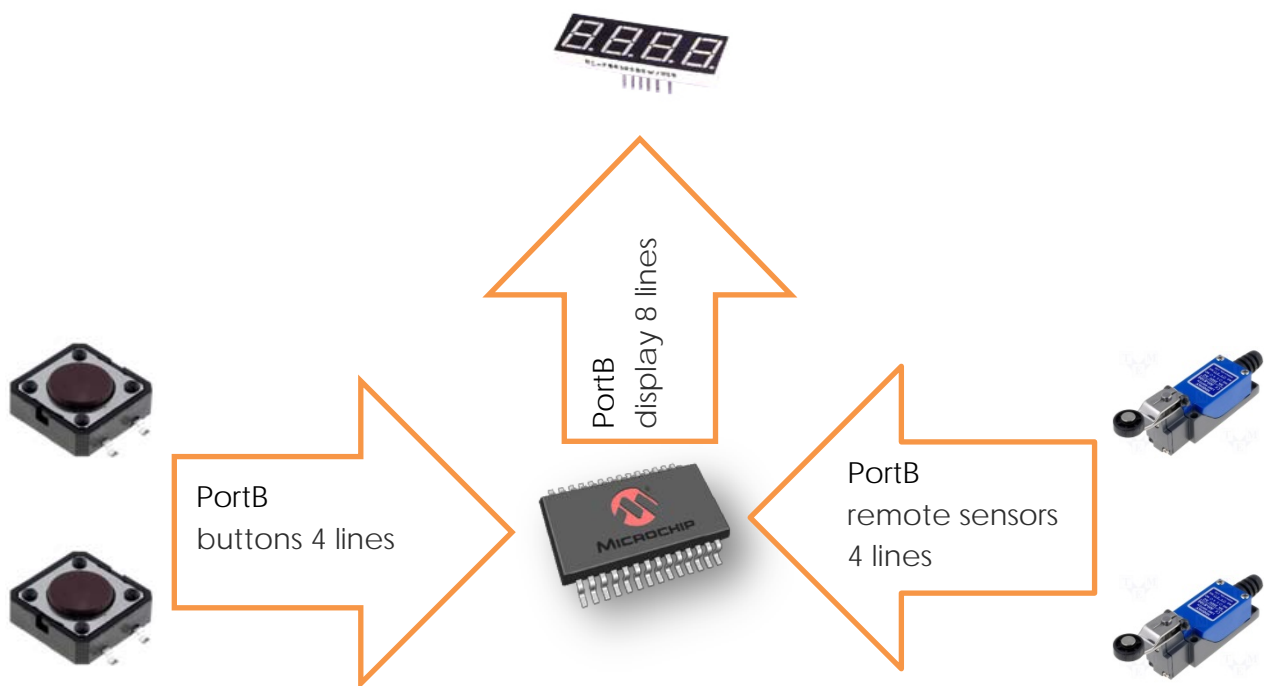 PortB
display 8 lines
PortB
buttons 4 lines
MICROCHIP
PortB
remote sensors
4 lines